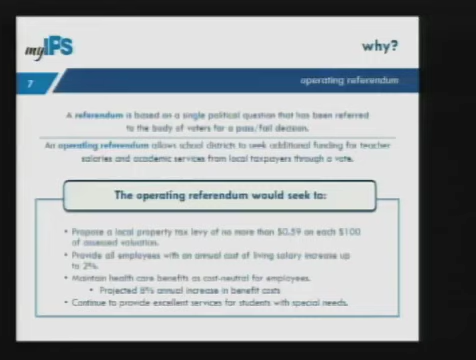 myIPS
why?
7
operating referendum
A referendum is based on a single political question that has been referred
to the body of voters for a pass/fail decision.
An operating referendum allows school districts to seek additional funding for teacher
salaries and academic services from local taxpayers through a vote.
The operating referendum would seek to:
• Propose a local property tax levy of no more than $0.59 on each $100
of assessed valuation.
• Provide all employees with an annual cost of living salary increase up
to 2%.
• Maintain health care benefits as cost-neutral for employees.
• Projected 8% annual increase in benefit costs
• Continue to provide excellent services for students with special needs.